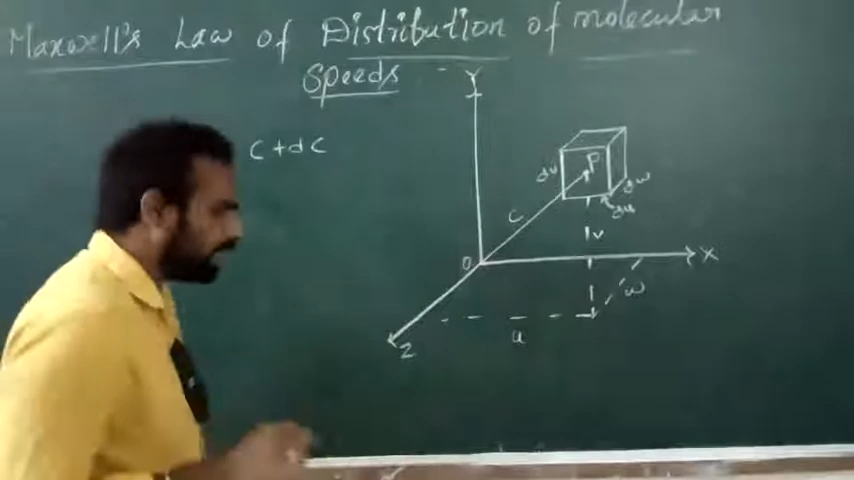 Maxwell's Law of Distribution of molecular
Speeds
Y
c+dc
P
dv
dw
du
c
v
O
X
w
u
Z